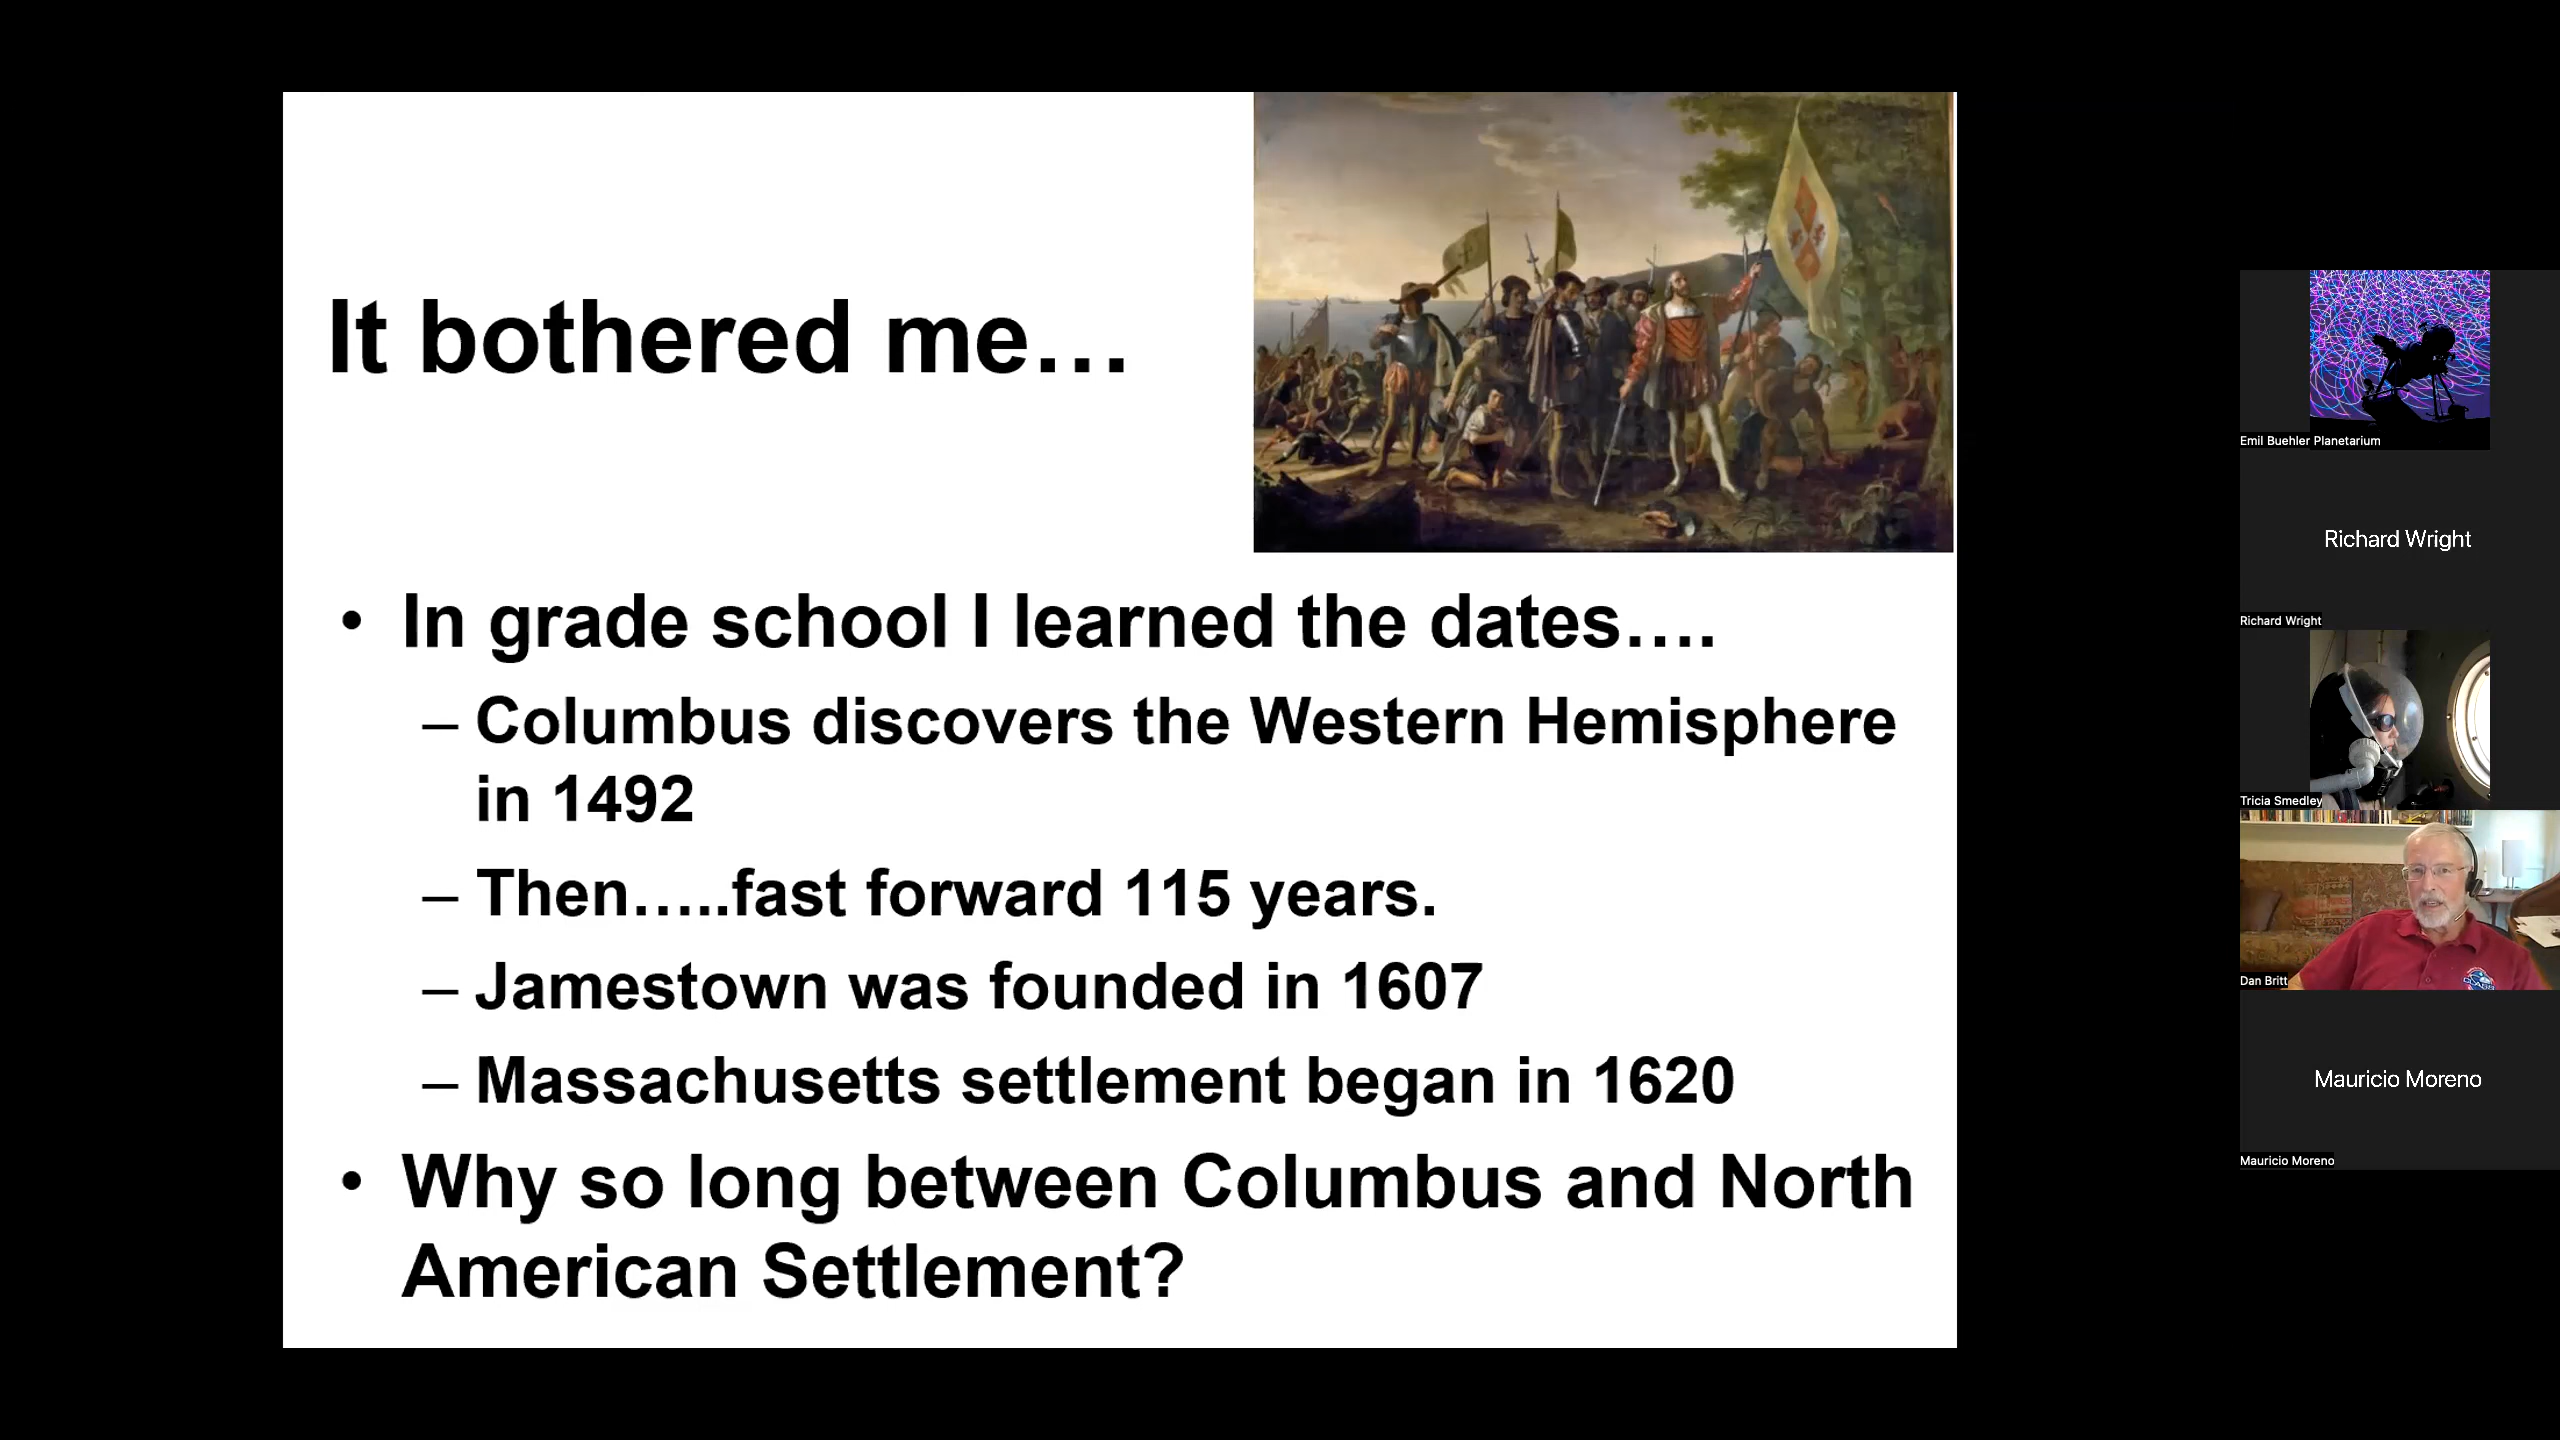 It bothered me…
• In grade school I learned the dates….
– Columbus discovers the Western Hemisphere
in 1492
– Then…..fast forward 115 years.
– Jamestown was founded in 1607
– Massachusetts settlement began in 1620
• Why so long between Columbus and North
American Settlement?
Emil Buehler Planetarium
Richard Wright
Richard Wright
Tricia Smedley
Dan Britt
Mauricio Moreno
Mauricio Moreno